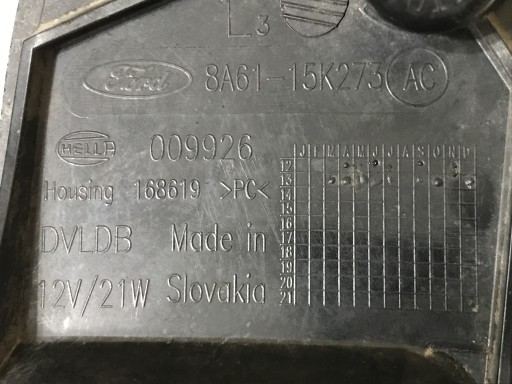 L3
Ford 8A61-15K273 AC
HELLA 009926
Housing 168619 >PC<
DVLDB Made in
12V/21W Slovakia
J F M A M J J A S O N D
12
13
14
15
16
17
18
19
20
21